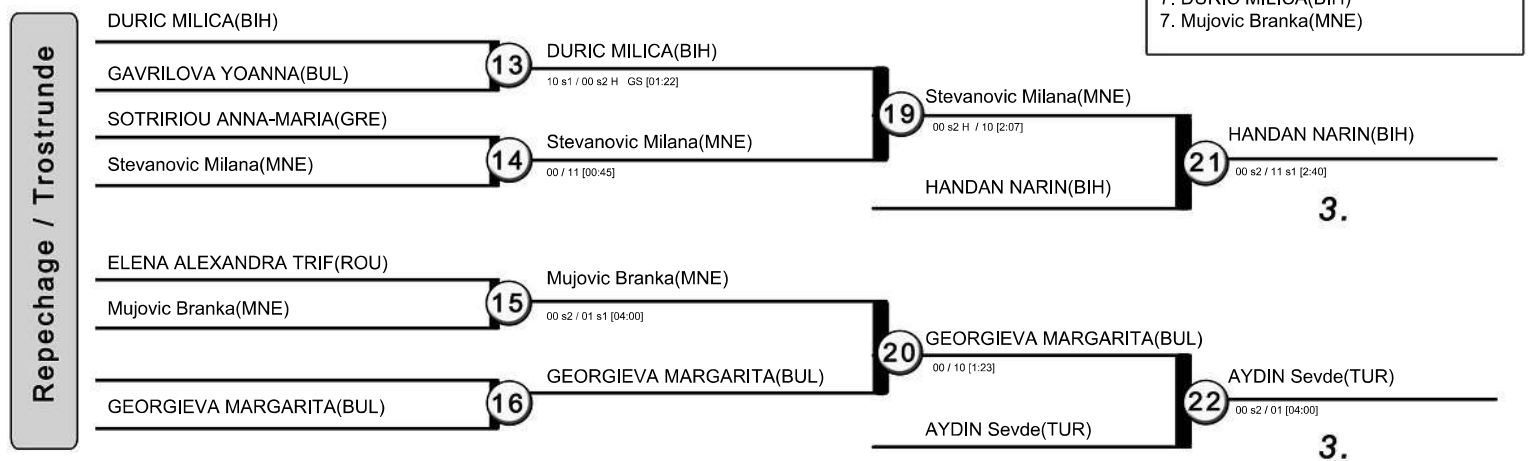 7. DURIC MILICA(BIH)
7. Mujovic Branka(MNE)
Repechage / Trostrunde
DURIC MILICA(BIH)
GAVRILOVA YOANNA(BUL)
13
DURIC MILICA(BIH)
10 s1 / 00 s2 H GS [01:22]
SOTRIRIOU ANNA-MARIA(GRE)
Stevanovic Milana(MNE)
14
Stevanovic Milana(MNE)
00 / 11 [00:45]
19
Stevanovic Milana(MNE)
00 s2 H / 10 [2:07]
HANDAN NARIN(BIH)
21
HANDAN NARIN(BIH)
00 s2 / 11 s1 [2:40]
3.
ELENA ALEXANDRA TRIF(ROU)
Mujovic Branka(MNE)
15
Mujovic Branka(MNE)
00 s2 / 01 s1 [04:00]
GEORGIEVA MARGARITA(BUL)
16
GEORGIEVA MARGARITA(BUL)
20
GEORGIEVA MARGARITA(BUL)
00 / 10 [1:23]
AYDIN Sevde(TUR)
22
AYDIN Sevde(TUR)
00 s2 / 01 [04:00]
3.